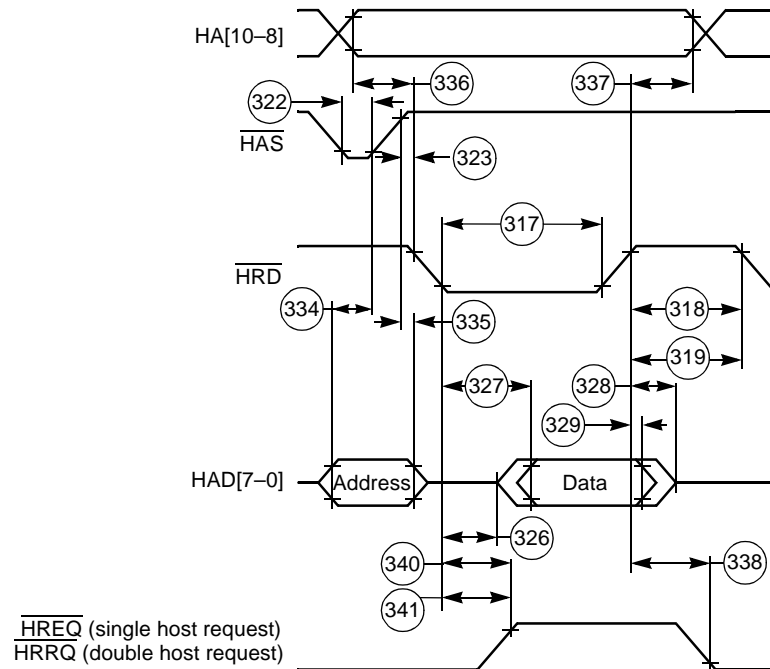 HA[10–8]
336
337
322
HAS
323
317
HRD
334
335
318
319
327
328
329
HAD[7–0]
Address
Data
326
340
338
341
HREQ (single host request)
HRRQ (double host request)